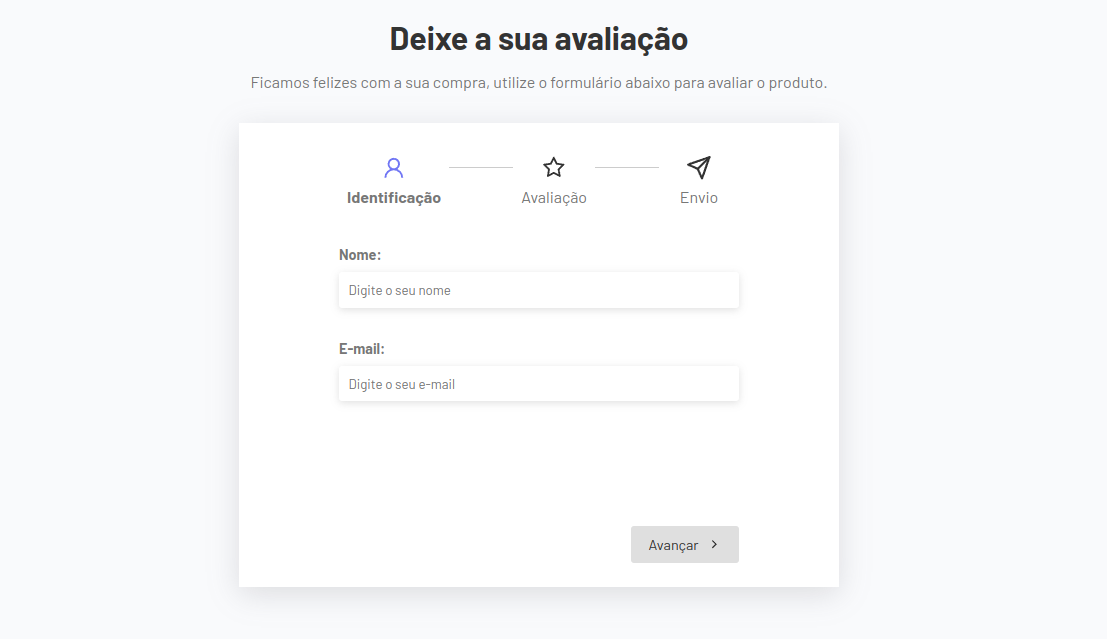 Deixe a sua avaliação
Ficamos felizes com a sua compra, utilize o formulário abaixo para avaliar o produto.
Identificação
Avaliação
Envio
Nome:
Digite o seu nome
E-mail:
Digite o seu e-mail
Avançar